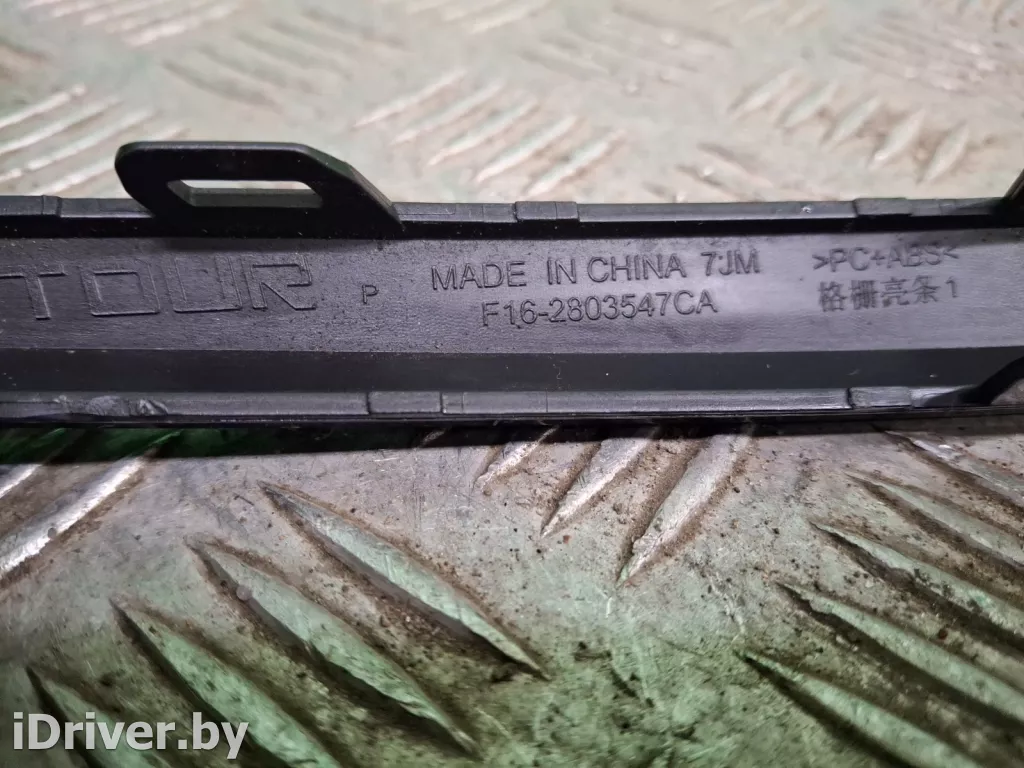 TOUR P MADE IN CHINA 7JM >PC+ABS<
F16-2803547CA 格栅亮条1
iDriver.by